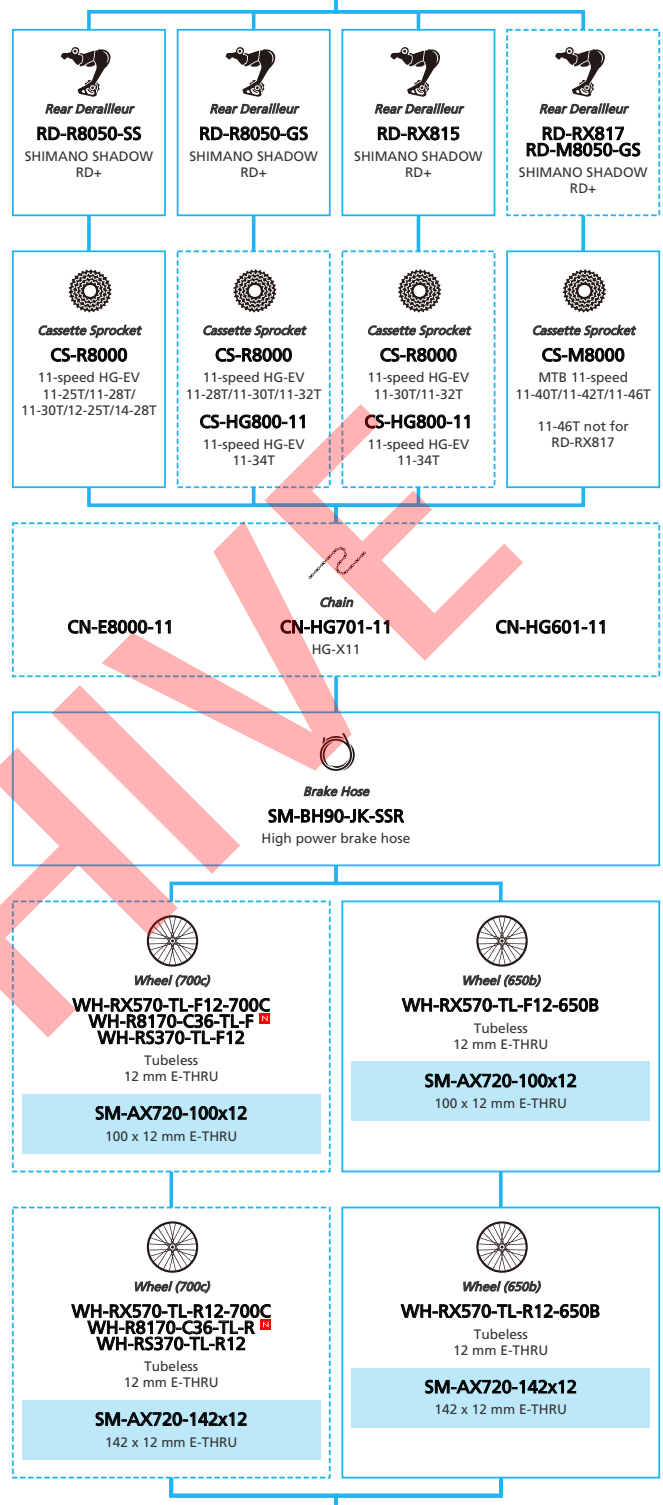 Rear Derailleur
RD-R8050-SS
SHIMANO SHADOW
RD+
Rear Derailleur
RD-R8050-GS
SHIMANO SHADOW
RD+
Rear Derailleur
RD-RX815
SHIMANO SHADOW
RD+
Rear Derailleur
RD-RX817
RD-M8050-GS
SHIMANO SHADOW
RD+
Cassette Sprocket
CS-R8000
11-speed HG-EV
11-25T/11-28T/
11-30T/12-25T/14-28T
Cassette Sprocket
CS-R8000
11-speed HG-EV
11-28T/11-30T/11-32T
CS-HG800-11
11-speed HG-EV
11-34T
Cassette Sprocket
CS-R8000
11-speed HG-EV
11-30T/11-32T
CS-HG800-11
11-speed HG-EV
11-34T
Cassette Sprocket
CS-M8000
MTB 11-speed
11-40T/11-42T/11-46T
11-46T not for
RD-RX817
Chain
CN-E8000-11
CN-HG701-11
HG-X11
CN-HG601-11
Brake Hose
SM-BH90-JK-SSR
High power brake hose
Wheel (700c)
WH-RX570-TL-F12-700C
WH-R8170-C36-TL-F N
WH-RS370-TL-F12
Tubeless
12 mm E-THRU
SM-AX720-100x12
100 x 12 mm E-THRU
Wheel (650b)
WH-RX570-TL-F12-650B
Tubeless
12 mm E-THRU
SM-AX720-100x12
100 x 12 mm E-THRU
Wheel (700c)
WH-RX570-TL-R12-700C
WH-R8170-C36-TL-R N
WH-RS370-TL-R12
Tubeless
12 mm E-THRU
SM-AX720-142x12
142 x 12 mm E-THRU
Wheel (650b)
WH-RX570-TL-R12-650B
Tubeless
12 mm E-THRU
SM-AX720-142x12
142 x 12 mm E-THRU
HIVE